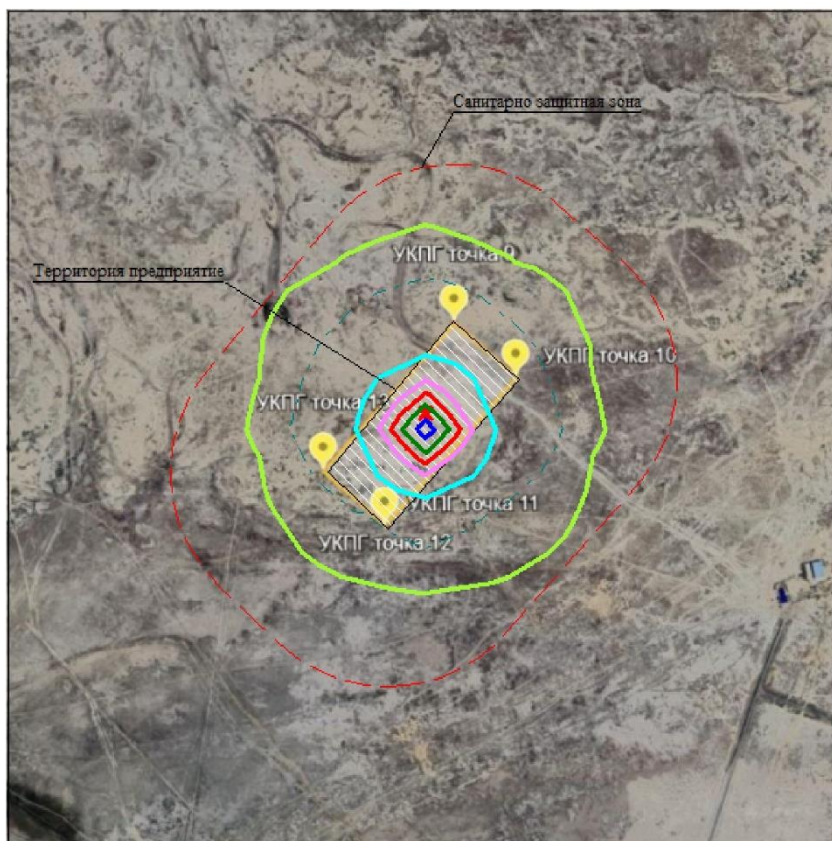 Санитарно защитная зона
УКПГ точка 9
Территория предприятие
УКПГ точка 10
УКПГ точка 13
УКПГ точка 11
УКПГ точка 12